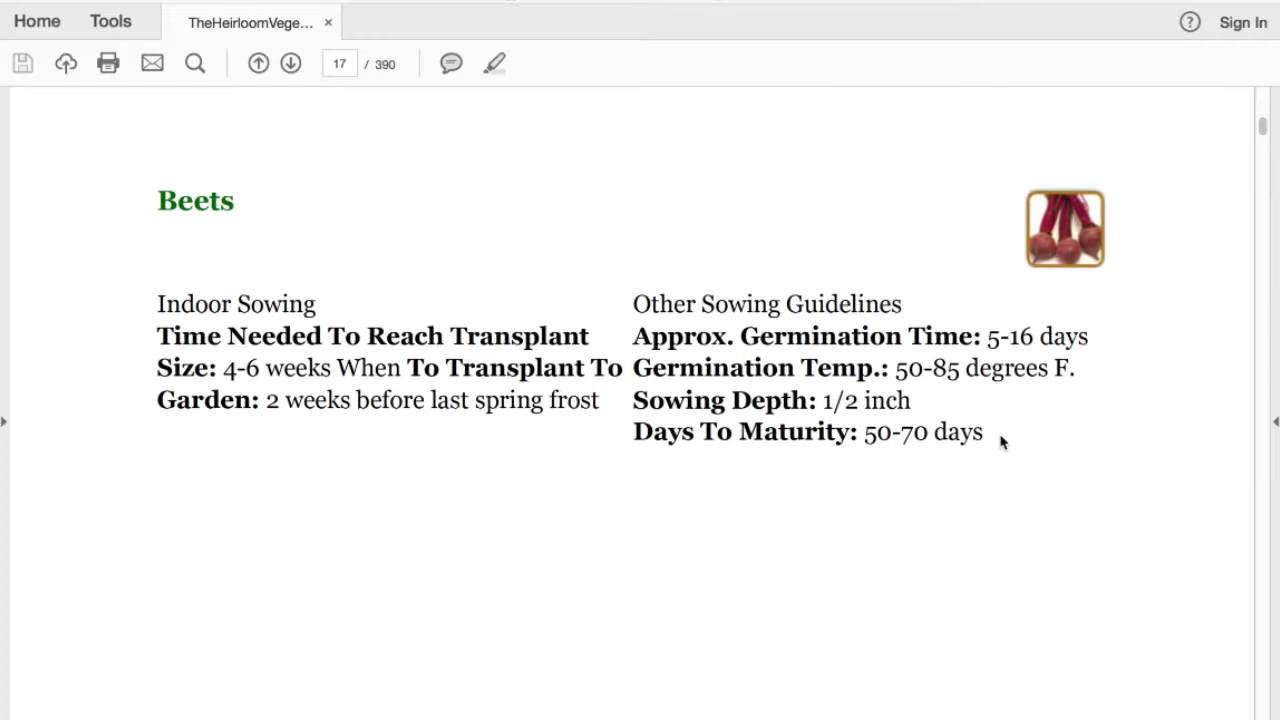 Home Tools TheHeirloomVege... × ? Sign In
17 / 390
Beets
Indoor Sowing
Time Needed To Reach Transplant
Size: 4-6 weeks When To Transplant To
Garden: 2 weeks before last spring frost
Other Sowing Guidelines
Approx. Germination Time: 5-16 days
Germination Temp.: 50-85 degrees F.
Sowing Depth: 1/2 inch
Days To Maturity: 50-70 days